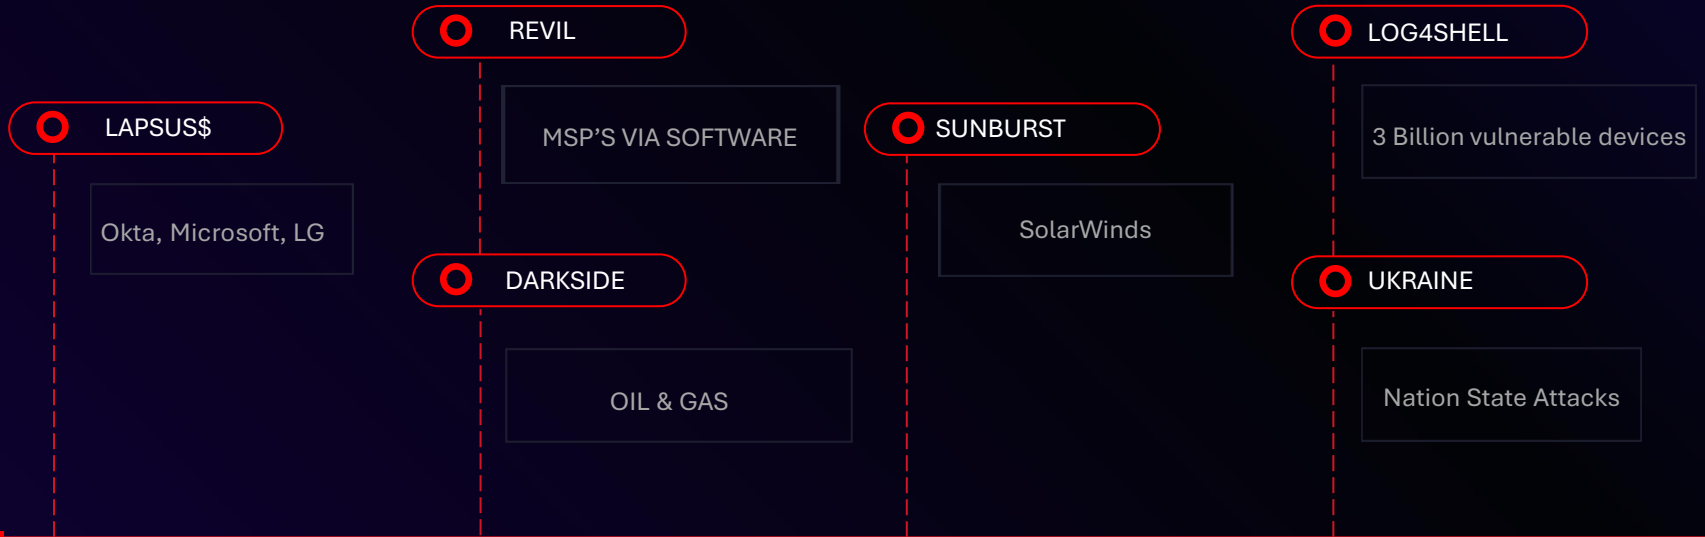 LAPSUS$
Okta, Microsoft, LG
REVIL
MSP’S VIA SOFTWARE
DARKSIDE
OIL & GAS
SUNBURST
SolarWinds
LOG4SHELL
3 Billion vulnerable devices
UKRAINE
Nation State Attacks